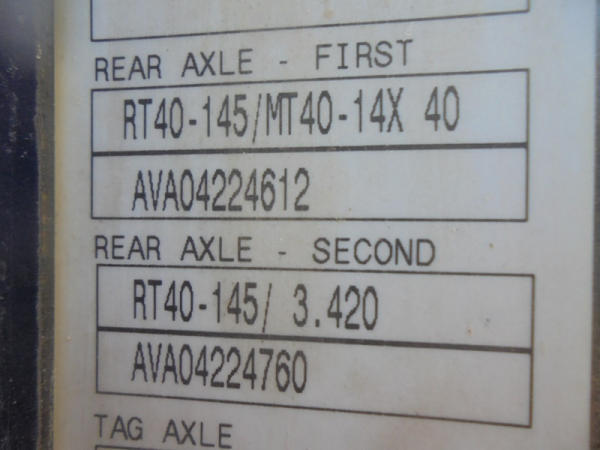 REAR AXLE - FIRST
RT40-145/MT40-14X 40
AVA04224612
REAR AXLE - SECOND
RT40-145/ 3.420
AVA04224760
TAG AXLE